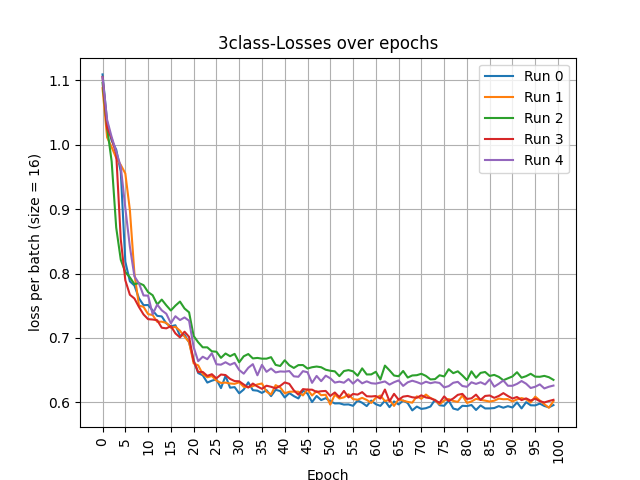 3class-Losses over epochs
loss per batch (size = 16)
1.1
1.0
0.9
0.8
0.7
0.6
Run 0
Run 1
Run 2
Run 3
Run 4
0 5 10 15 20 25 30 35 40 45 50 55 60 65 70 75 80 85 90 95 100
Epoch